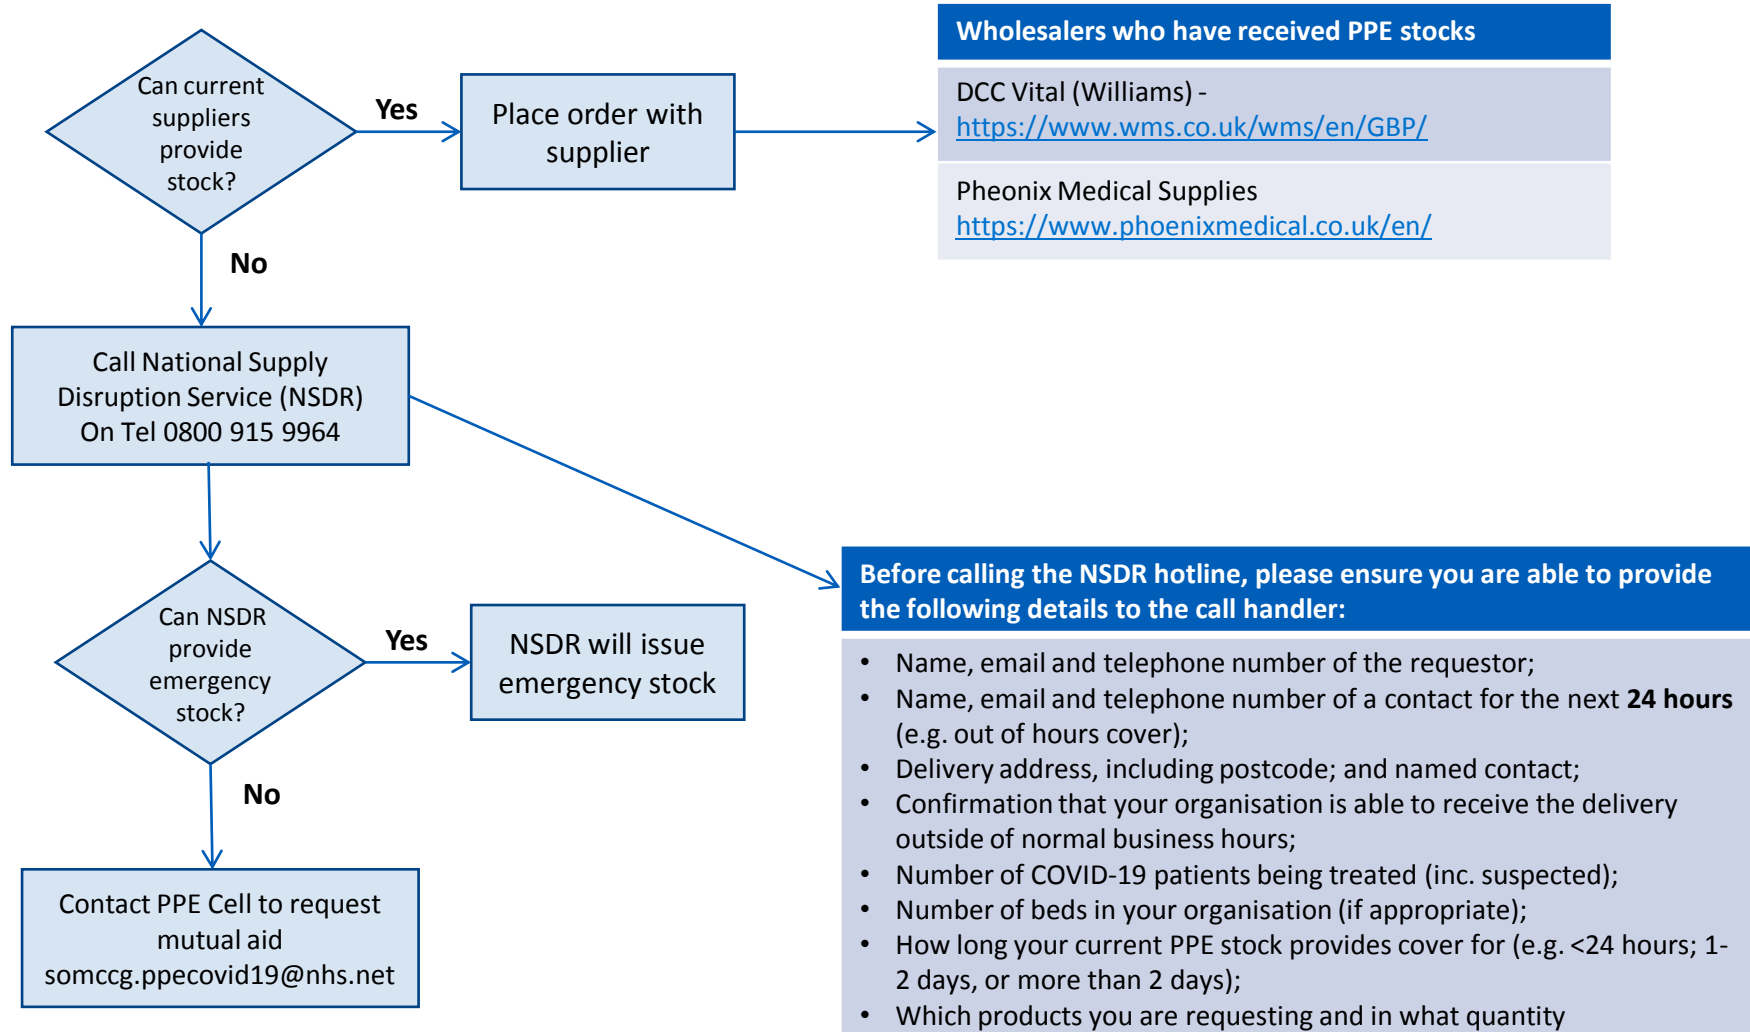 Can current
suppliers
provide
stock?
Yes
Place order with
supplier
Wholesalers who have received PPE stocks
DCC Vital (Williams) -
https://www.wms.co.uk/wms/en/GBP/
Pheonix Medical Supplies
https://www.phoenixmedical.co.uk/en/
No
Call National Supply
Disruption Service (NSDR)
On Tel 0800 915 9964
Can NSDR
provide
emergency
stock?
Yes
NSDR will issue
emergency stock
No
Contact PPE Cell to request
mutual aid
somccg.ppecovid19@nhs.net
Before calling the NSDR hotline, please ensure you are able to provide
the following details to the call handler:
• Name, email and telephone number of the requestor;
• Name, email and telephone number of a contact for the next 24 hours
(e.g. out of hours cover);
• Delivery address, including postcode; and named contact;
• Confirmation that your organisation is able to receive the delivery
outside of normal business hours;
• Number of COVID-19 patients being treated (inc. suspected);
• Number of beds in your organisation (if appropriate);
• How long your current PPE stock provides cover for (e.g. <24 hours; 1-
2 days, or more than 2 days);
• Which products you are requesting and in what quantity